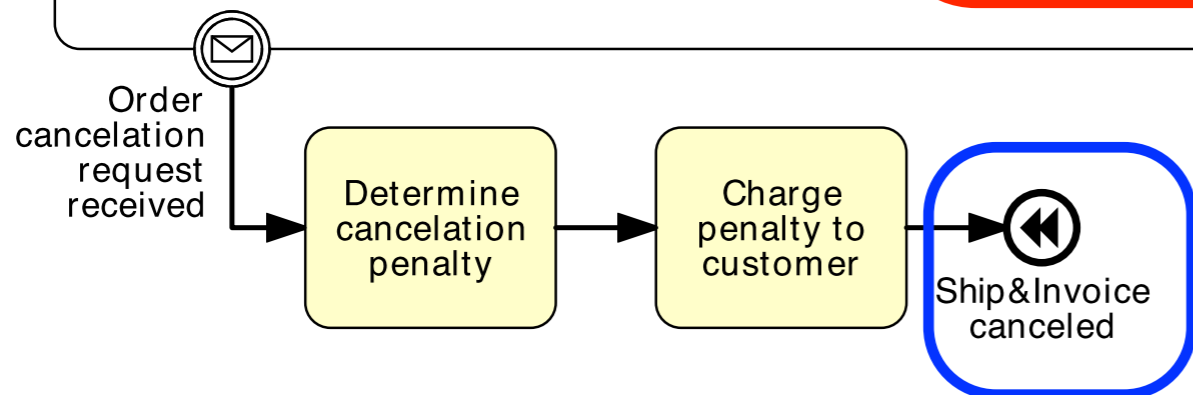 Order
cancelation
request
received
Determine
cancelation
penalty
Charge
penalty to
customer
Ship&Invoice
canceled